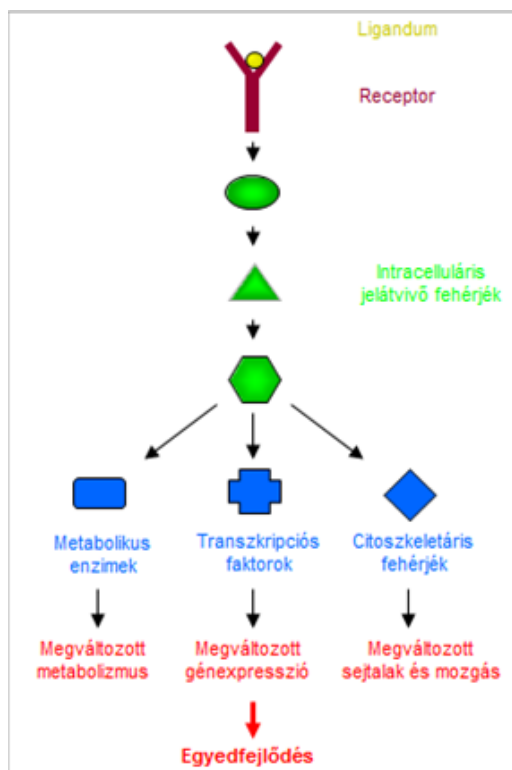 Ligandum
Receptor
Intracelluláris
jelátvivő fehérjék
Metabolikus
enzimek
Transzkripciós
faktorok
Citoszkeletáris
fehérjék
Megváltozott
metabolizmus
Megváltozott
génexpresszió
Megváltozott
sejtalak és mozgás
Egyedfejlődés